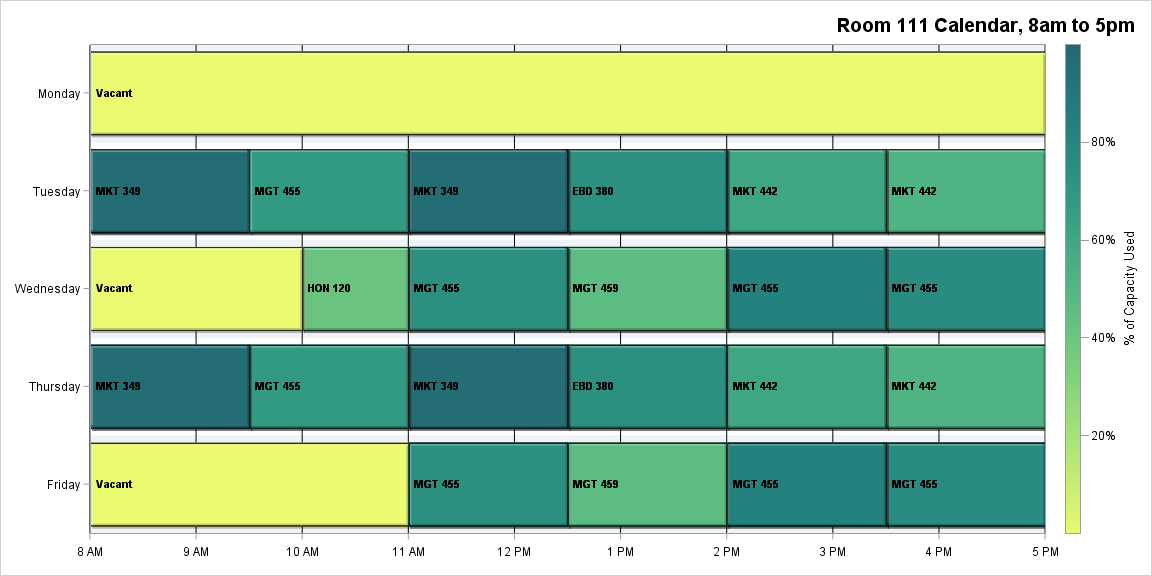 Room 111 Calendar, 8am to 5pm
Monday
Vacant
Tuesday
MKT 349
MGT 455
MKT 349
EBD 380
MKT 442
MKT 442
Wednesday
Vacant
HON 120
MGT 455
MGT 459
MGT 455
MGT 455
Thursday
MKT 349
MGT 455
MKT 349
EBD 380
MKT 442
MKT 442
Friday
Vacant
MGT 455
MGT 459
MGT 455
MGT 455
8 AM
9 AM
10 AM
11 AM
12 PM
1 PM
2 PM
3 PM
4 PM
5 PM
80%
60%
40%
20%
% of Capacity Used